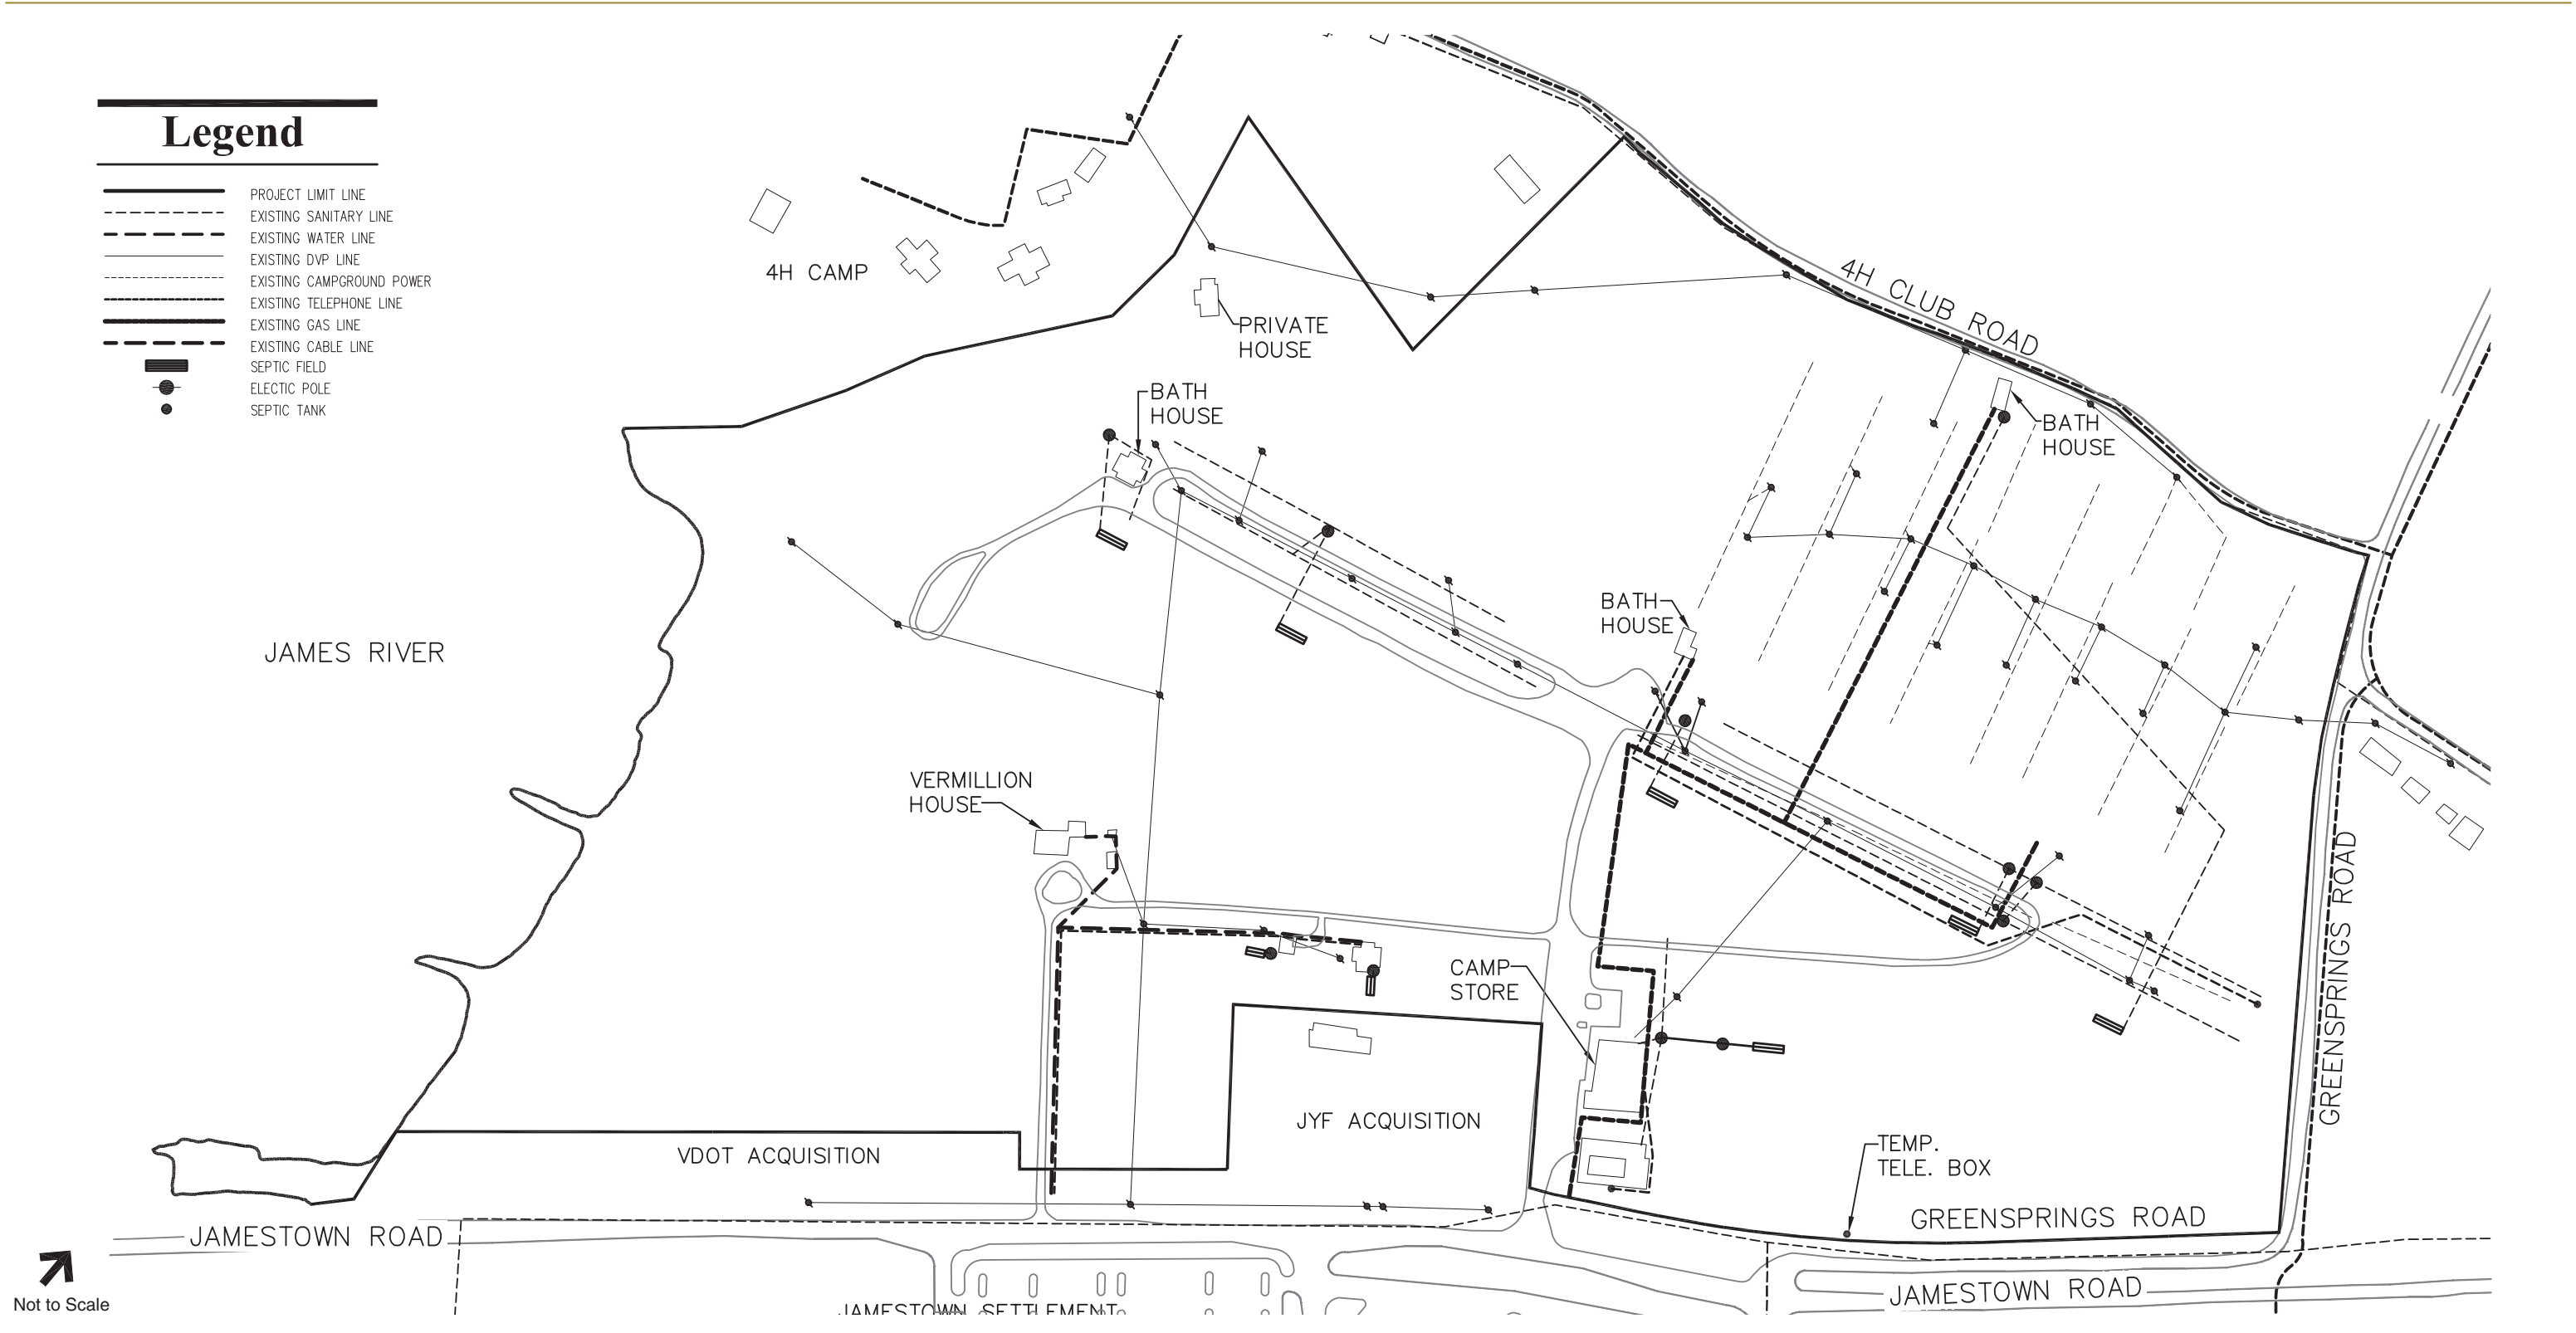 Legend
PROJECT LIMIT LINE
EXISTING SANITARY LINE
EXISTING WATER LINE
EXISTING DVP LINE
EXISTING CAMPGROUND POWER
EXISTING TELEPHONE LINE
EXISTING GAS LINE
EXISTING CABLE LINE
SEPTIC FIELD
ELECTIC POLE
SEPTIC TANK
4H CAMP
PRIVATE
HOUSE
4H CLUB ROAD
BATH
HOUSE
BATH
HOUSE
BATH
HOUSE
JAMES RIVER
VERMILLION
HOUSE
CAMP
STORE
GREENSPRINGS ROAD
JYF ACQUISITION
VDOT ACQUISITION
TEMP.
TELE. BOX
GREENSPRINGS ROAD
JAMESTOWN ROAD
JAMESTOWN ROAD
JAMESTOWN SETTLEMENT
Not to Scale